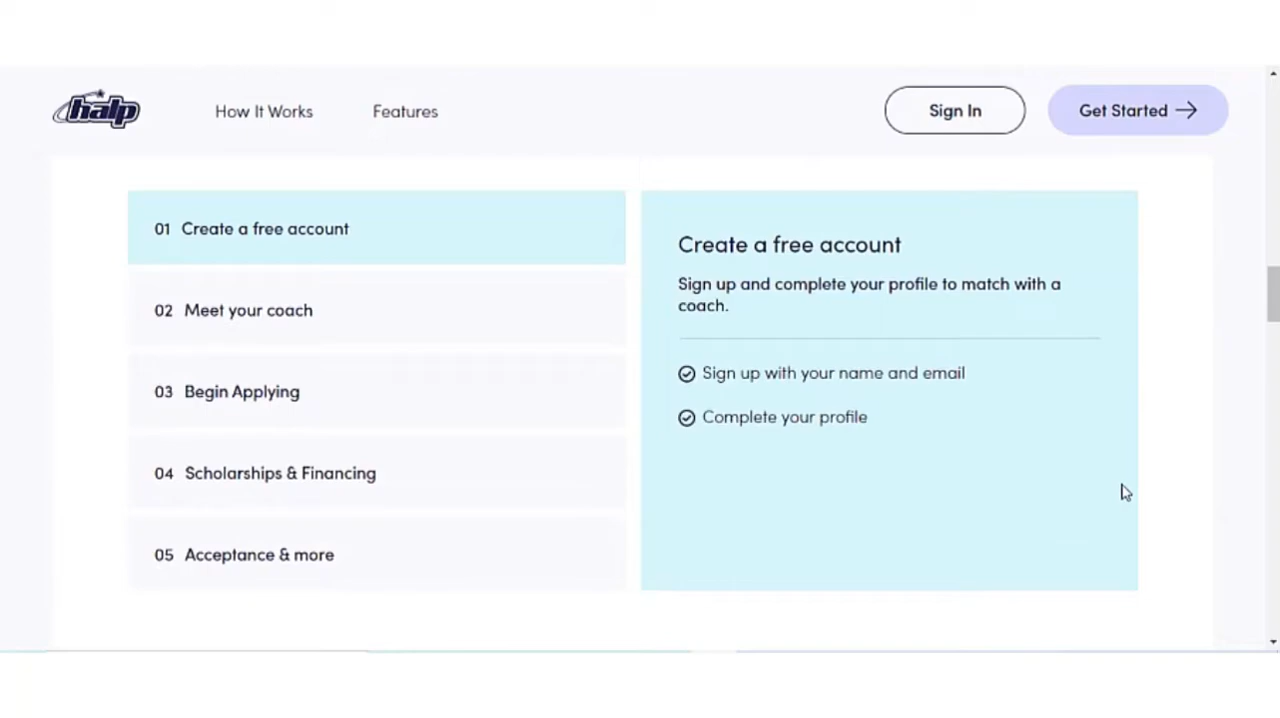 halp
How It Works
Features
Sign In
Get Started
01 Create a free account
02 Meet your coach
03 Begin Applying
04 Scholarships & Financing
05 Acceptance & more
Create a free account
Sign up and complete your profile to match with a
coach.
Sign up with your name and email
Complete your profile